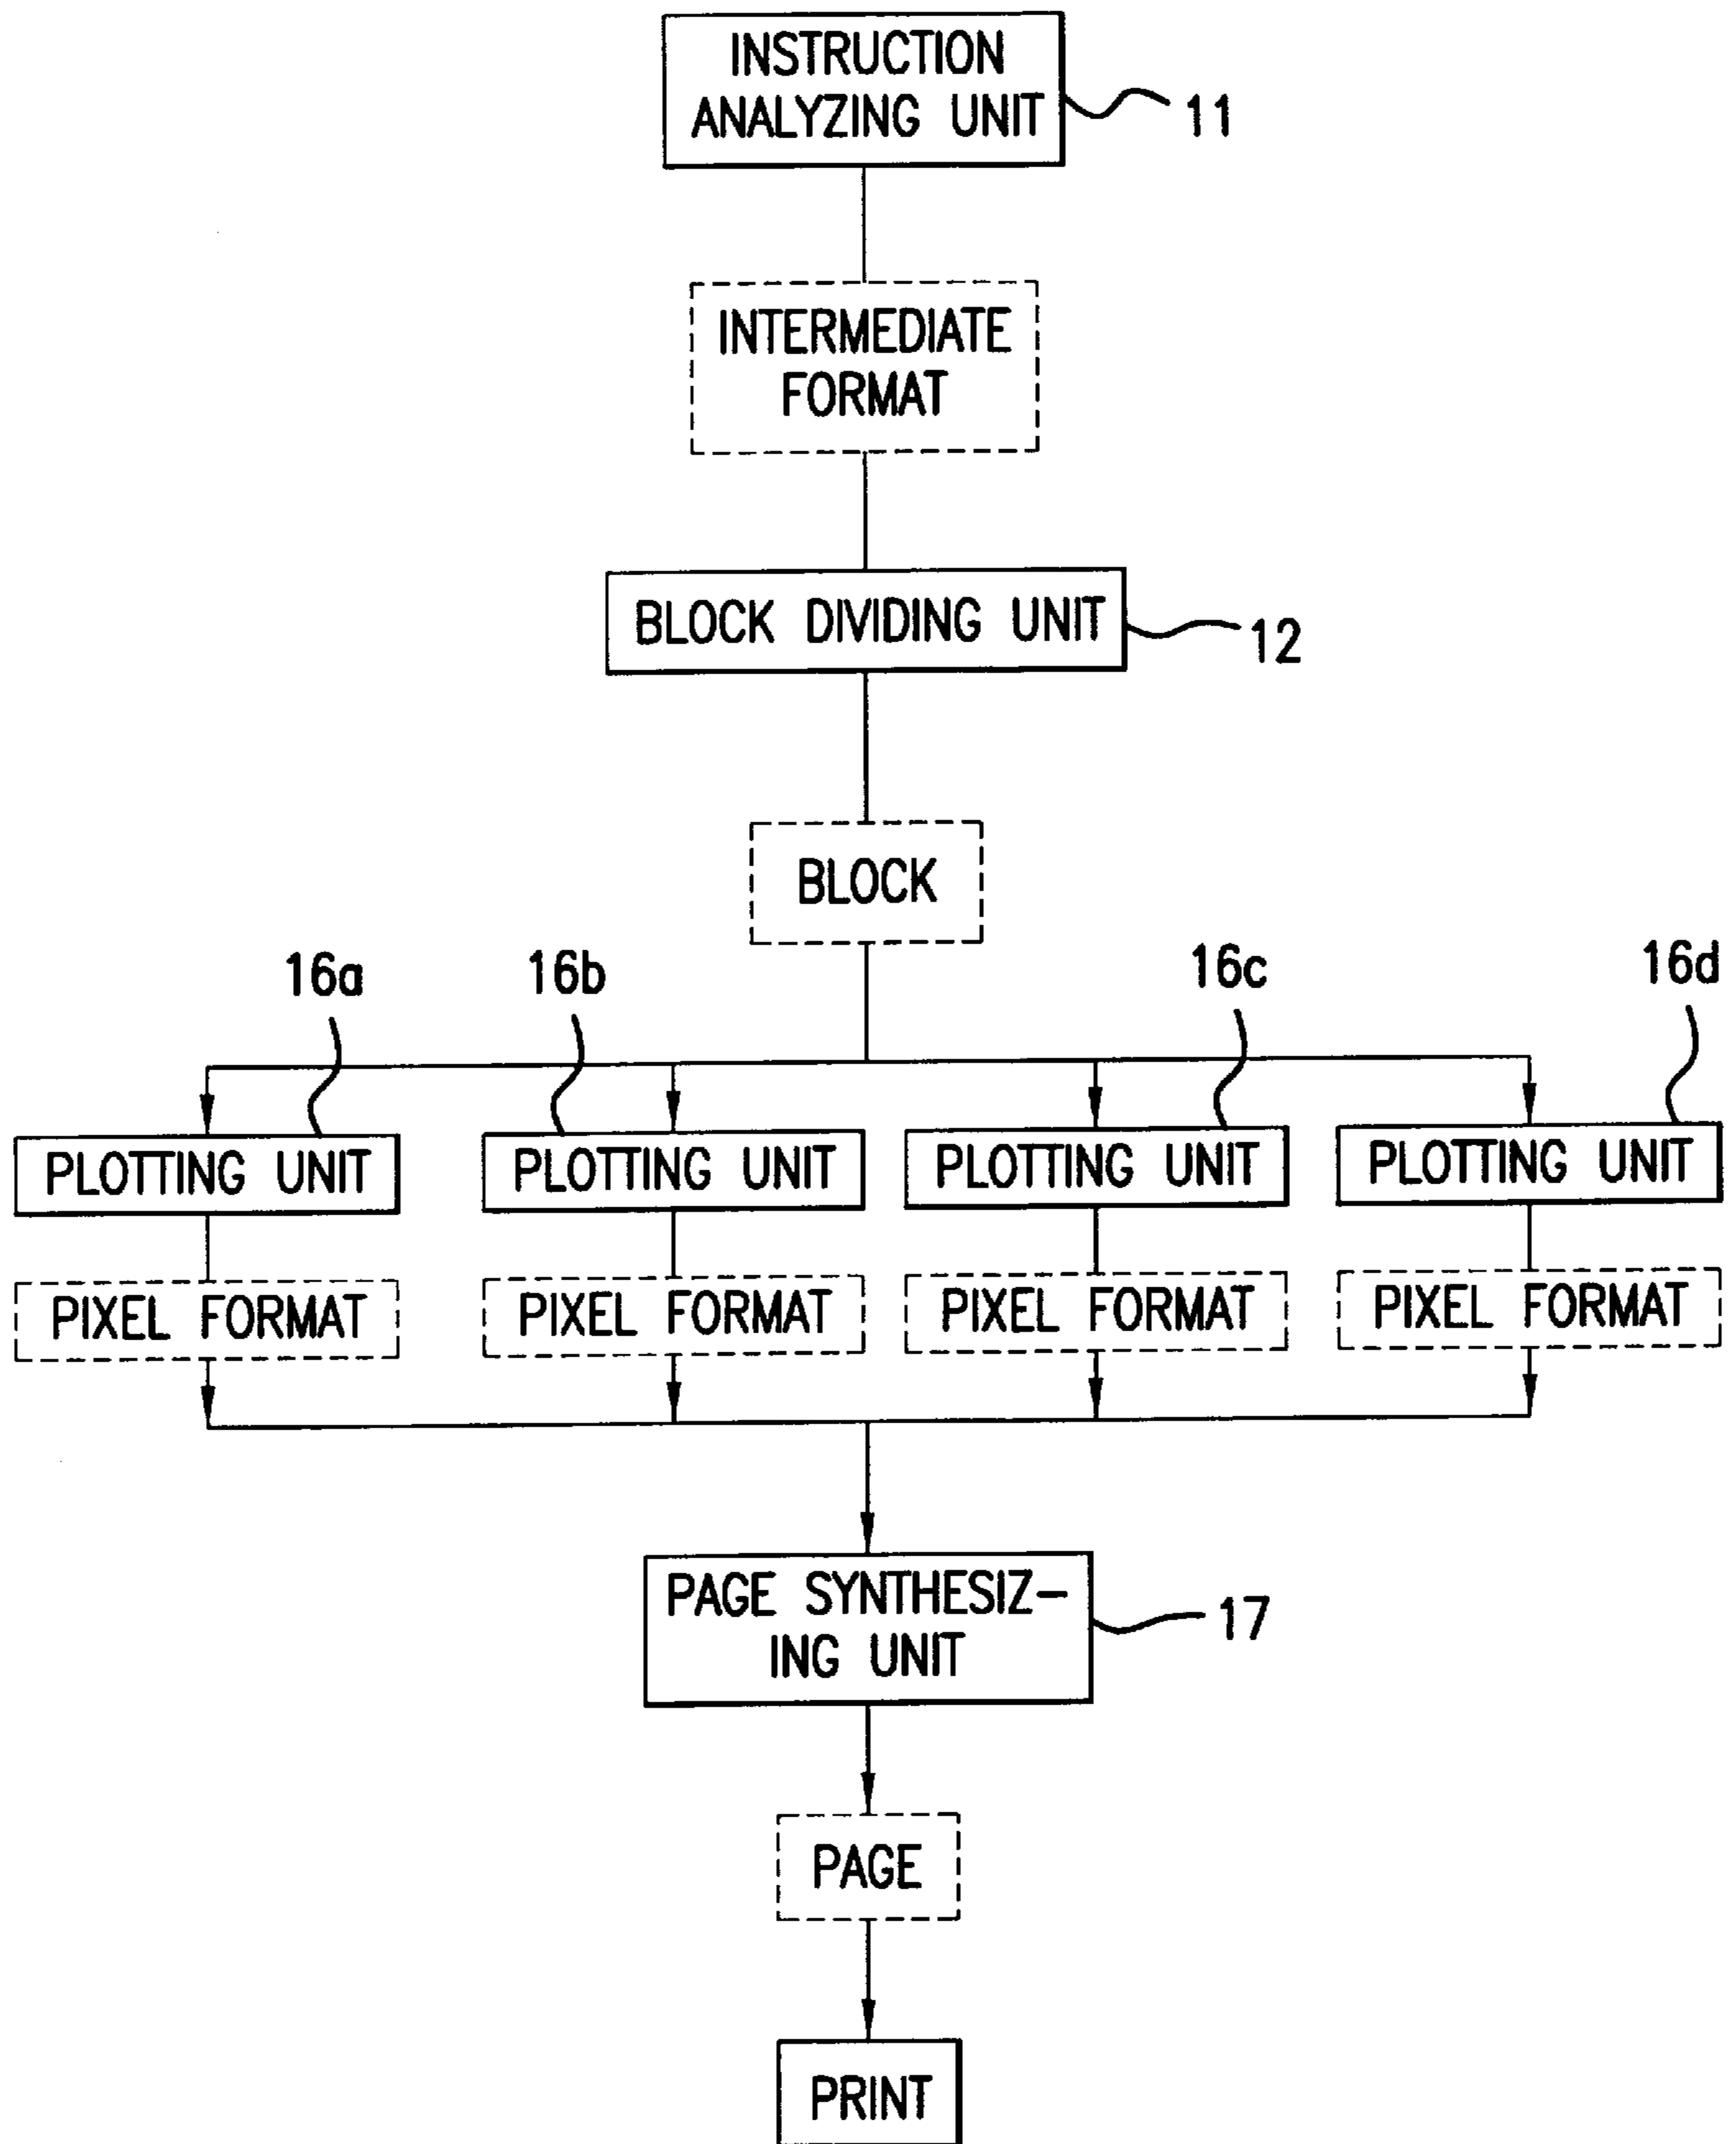 INSTRUCTION
ANALYZING UNIT
11
INTERMEDIATE
FORMAT
BLOCK DIVIDING UNIT
12
BLOCK
16a
16b
16c
16d
PLOTTING UNIT
PLOTTING UNIT
PLOTTING UNIT
PLOTTING UNIT
PIXEL FORMAT
PIXEL FORMAT
PIXEL FORMAT
PIXEL FORMAT
PAGE SYNTHESIZ-
ING UNIT
17
PAGE
PRINT